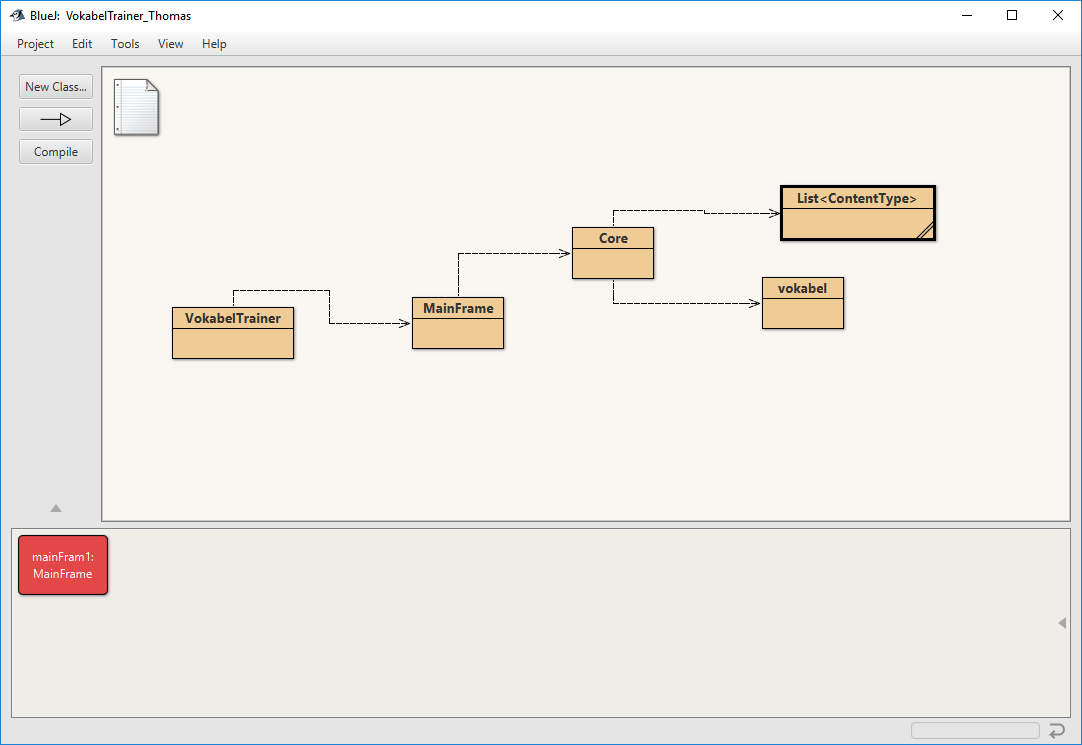 BlueJ: VokabelTrainer_Thomas
Project Edit Tools View Help
New Class...
Compile
List<ContentType>
Core
vokabel
MainFrame
VokabelTrainer
mainFram1:
MainFrame